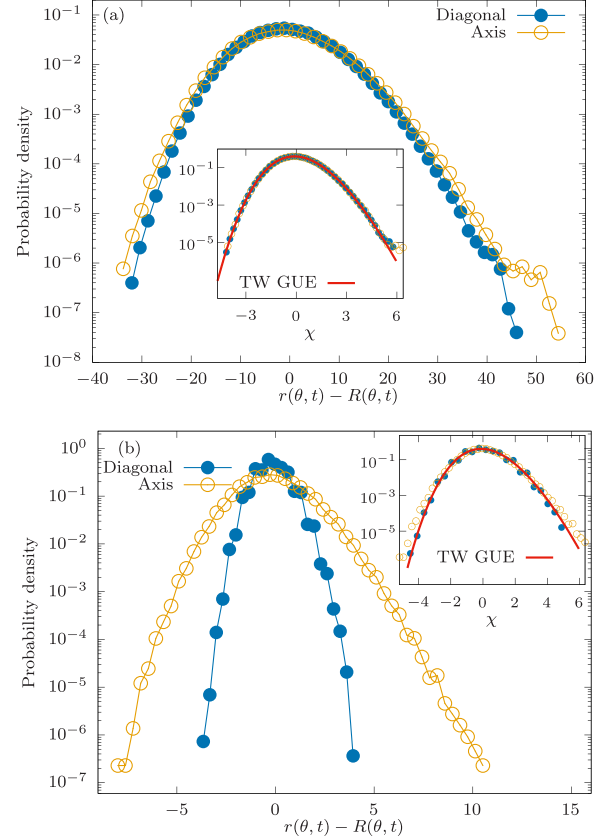 (a)
Diagonal
Axis
Probability density
10⁻¹
10⁻²
10⁻³
10⁻⁴
10⁻⁵
10⁻⁶
10⁻⁷
10⁻⁸
10⁻¹
10⁻⁵
TW GUE
−3 0 3 6
χ
−40 −30 −20 −10 0 10 20 30 40 50 60
r(θ, t) − R(θ, t)
(b)
Diagonal
Axis
Probability density
10⁰
10⁻¹
10⁻²
10⁻³
10⁻⁴
10⁻⁵
10⁻⁶
10⁻⁷
10⁻¹
10⁻³
10⁻⁵
TW GUE
−4 −2 0 2 4 6
χ
−5 0 5 10 15
r(θ, t) − R(θ, t)